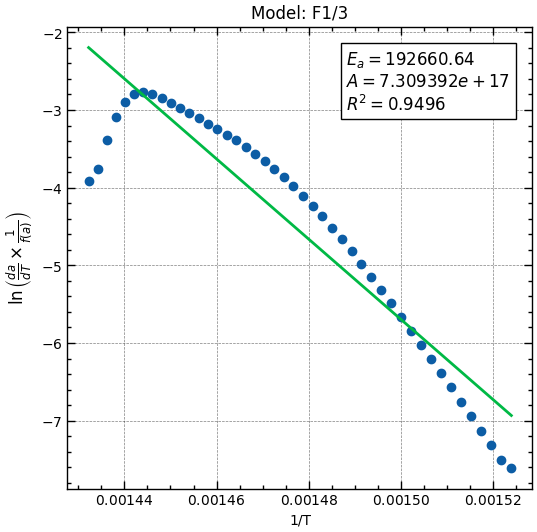 Model: F1/3
E_a = 192660.64
A = 7.309392e + 17
R^2 = 0.9496
ln(da/dT × 1/f(a))
−2
−3
−4
−5
−6
−7
0.00144 0.00146 0.00148 0.00150 0.00152
1/T